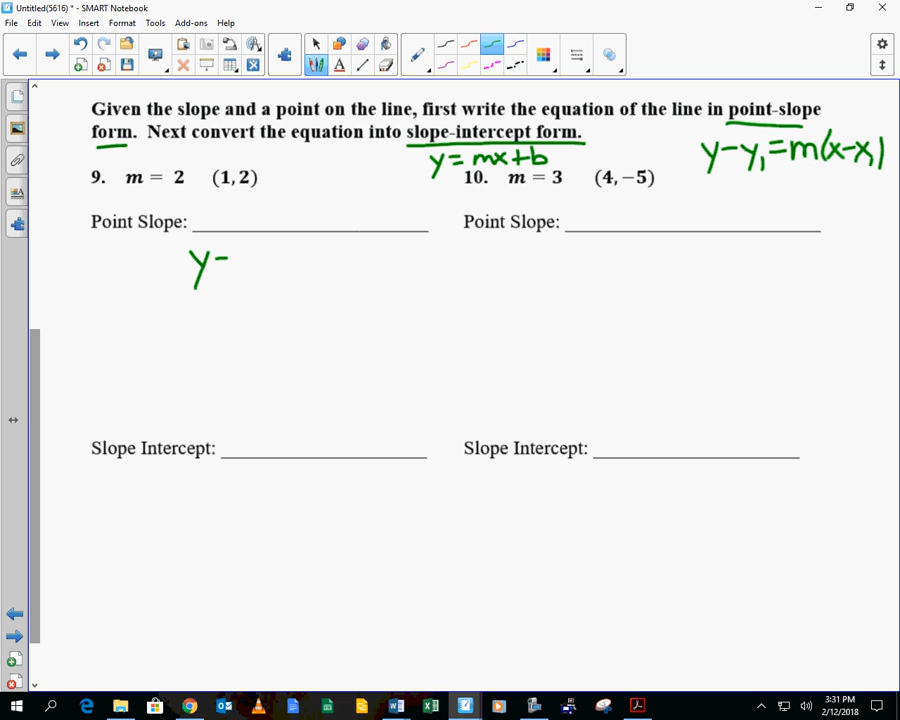 Untitled(5616) * - SMART Notebook
File Edit View Insert Format Tools Add-ons Help
Given the slope and a point on the line, first write the equation of the line in point-slope
form. Next convert the equation into slope-intercept form.
y = mx + b
y - y₁ = m(x - x₁)
9. m = 2 (1, 2)
10. m = 3 (4, −5)
Point Slope: ____________________
Point Slope: ____________________
y -
Slope Intercept: ____________________
Slope Intercept: ____________________
3:31 PM
2/12/2018